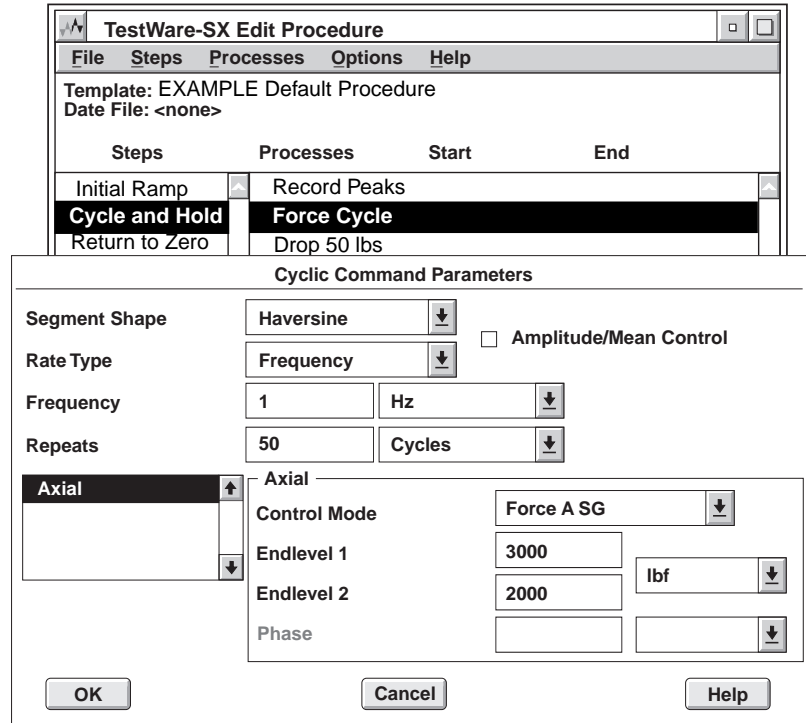 TestWare-SX Edit Procedure
File Steps Processes Options Help
Template: EXAMPLE Default Procedure
Date File: <none>
Steps Processes Start End
Initial Ramp Record Peaks
Cycle and Hold Force Cycle
Return to Zero Drop 50 lbs
Cyclic Command Parameters
Segment Shape Haversine
Amplitude/Mean Control
Rate Type Frequency
Frequency 1 Hz
Repeats 50 Cycles
Axial
Axial
Control Mode Force A SG
Endlevel 1 3000
lbf
Endlevel 2 2000
Phase
OK Cancel Help